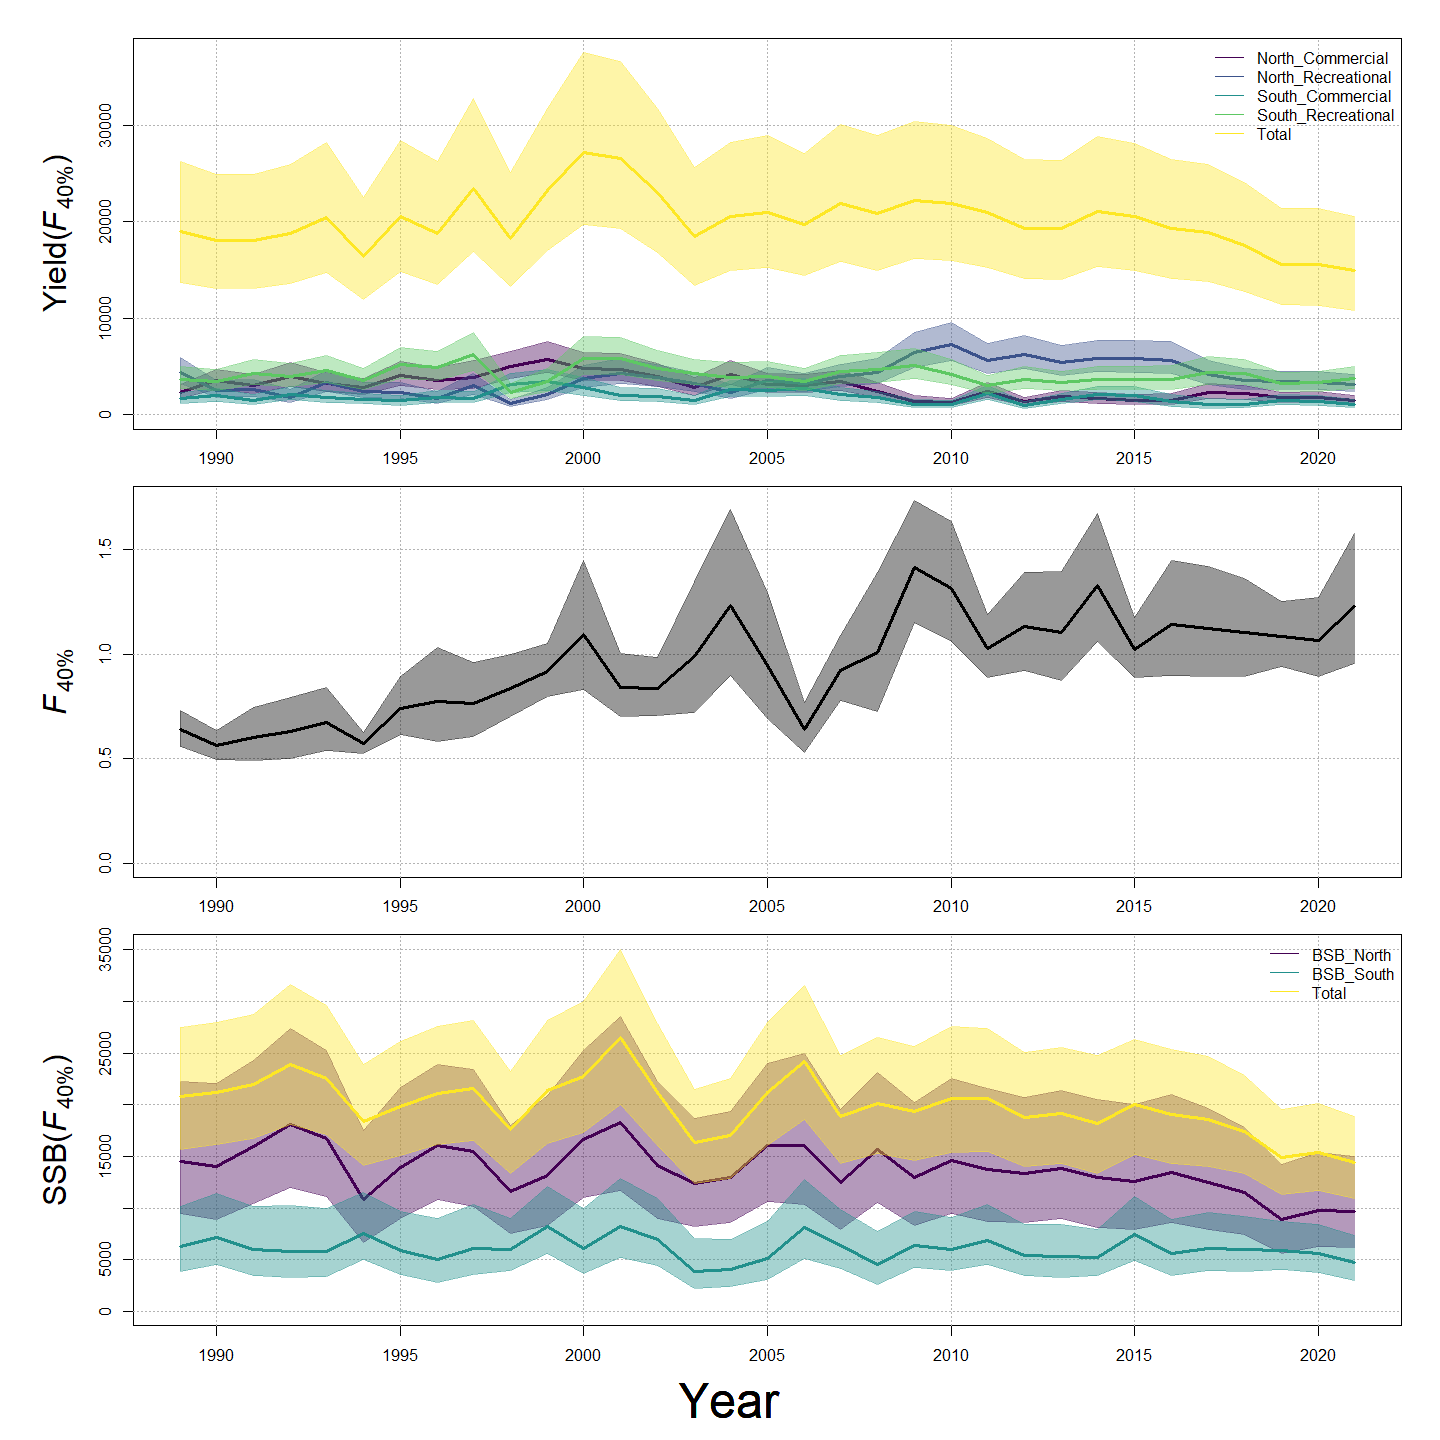 Yield(F40%)
30000
20000
10000
0
North_Commercial
North_Recreational
South_Commercial
South_Recreational
Total
1990 1995 2000 2005 2010 2015 2020
F40%
1.5
1.0
0.5
0.0
1990 1995 2000 2005 2010 2015 2020
SSB(F40%)
35000
25000
15000
5000
0
BSB_North
BSB_South
Total
1990 1995 2000 2005 2010 2015 2020
Year